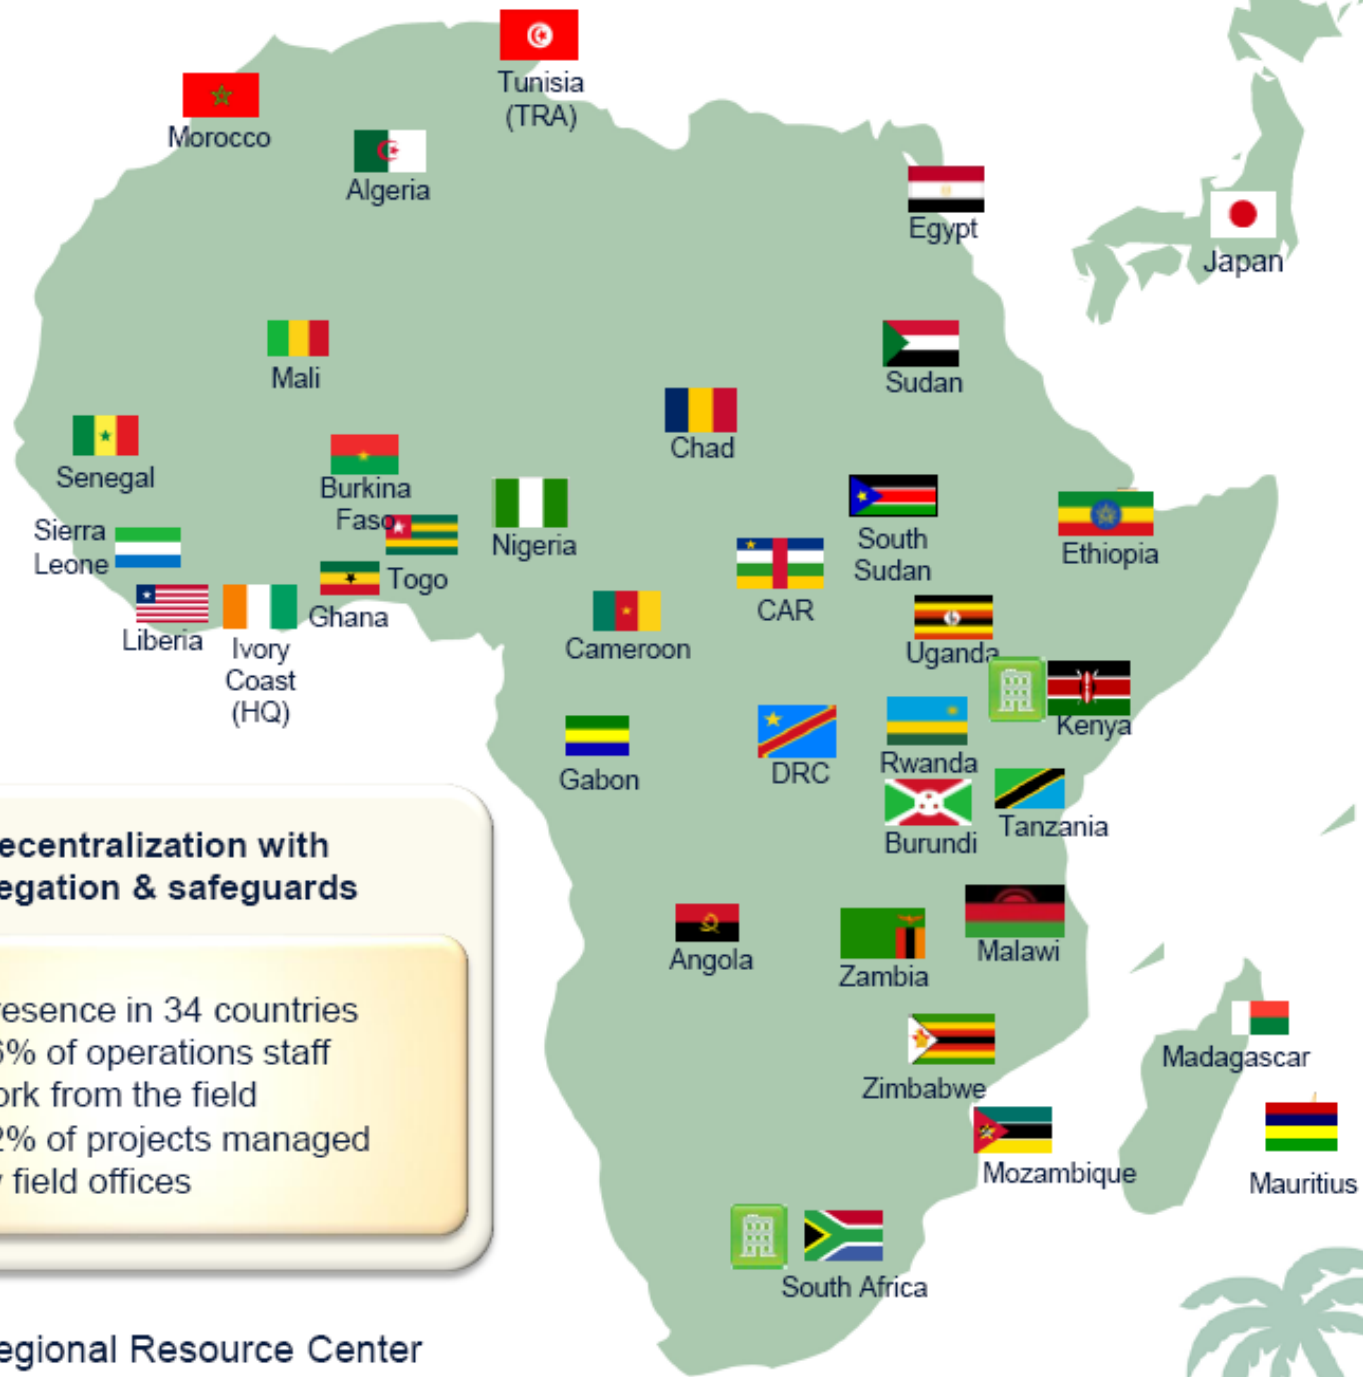 Tunisia
(TRA)
Morocco
Algeria
Egypt
Japan
Mali
Sudan
Chad
Senegal
Burkina
Faso
Sierra
Leone
Togo
Nigeria
South
Sudan
Ethiopia
Liberia
Ivory
Coast
(HQ)
Ghana
CAR
Cameroon
Uganda
Kenya
Gabon
DRC
Rwanda
Burundi
Tanzania
ecentralization with
egation & safeguards
Angola
Zambia
Malawi
resence in 34 countries
6% of operations staff
ork from the field
2% of projects managed
field offices
Zimbabwe
Madagascar
Mozambique
Mauritius
South Africa
egional Resource Center